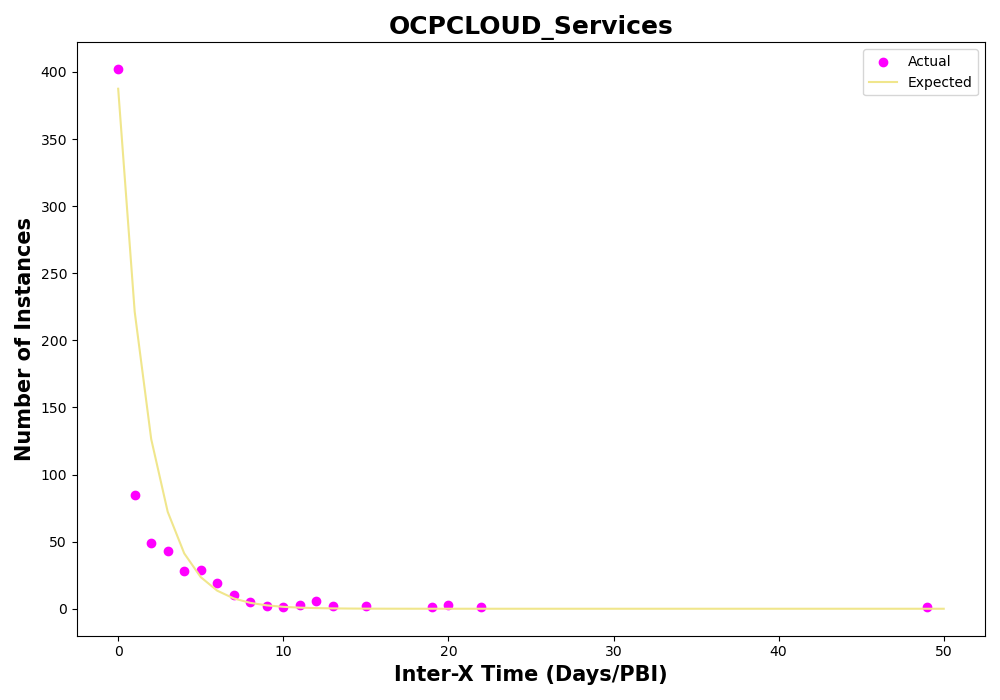 OCPCLOUD_Services
Actual
Expected
400
350
300
250
200
150
100
50
0
Number of Instances
0 10 20 30 40 50
Inter-X Time (Days/PBI)